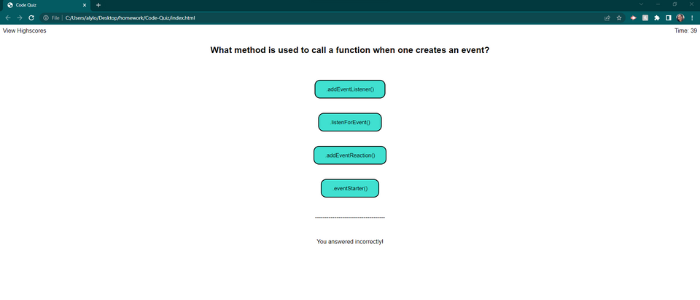 Code Quiz
File | C:/Users/alylo/Desktop/homework/Code-Quiz/index.html
View Highscores
Time: 39
What method is used to call a function when one creates an event?
.addEventListener()
.listenForEvent()
.addEventReaction()
.eventStarter()
-----------------------------------
You answered incorrectly!